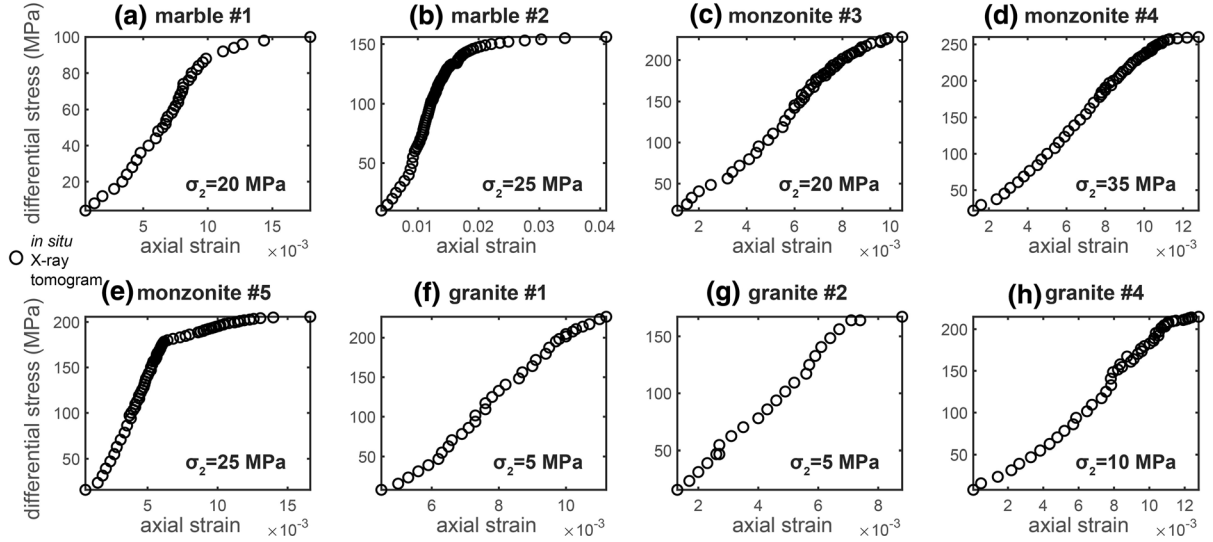 (a) marble #1
(b) marble #2
(c) monzonite #3
(d) monzonite #4
differential stress (MPa)
100
80
60
40
20
σ2=20 MPa
5
10
15
axial strain
×10⁻³
150
100
50
σ2=25 MPa
0.01
0.02
0.03
0.04
axial strain
200
150
100
50
σ2=20 MPa
2
4
6
8
10
axial strain
×10⁻³
250
200
150
100
50
σ2=35 MPa
2
4
6
8
10
12
axial strain
×10⁻³
in situ
X-ray
tomogram
(e) monzonite #5
(f) granite #1
(g) granite #2
(h) granite #4
differential stress (MPa)
200
150
100
50
σ2=25 MPa
5
10
15
axial strain
×10⁻³
200
150
100
50
σ2=5 MPa
6
8
10
axial strain
×10⁻³
150
100
50
σ2=5 MPa
2
4
6
8
axial strain
×10⁻³
200
150
100
50
σ2=10 MPa
2
4
6
8
10
12
axial strain
×10⁻³